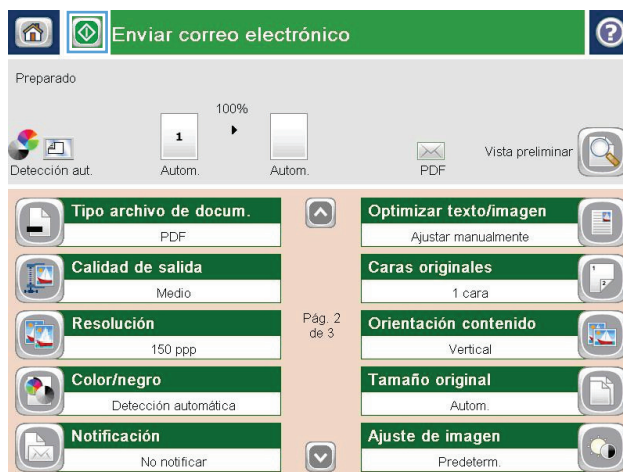 Enviar correo electrónico
Preparado
100%
1
Detección aut.
Autom.
Autom.
PDF
Vista preliminar
Tipo archivo de docum.
PDF
Calidad de salida
Medio
Resolución
150 ppp
Color/negro
Detección automática
Notificación
No notificar
Pág. 2
de 3
Optimizar texto/imagen
Ajustar manualmente
Caras originales
1 cara
Orientación contenido
Vertical
Tamaño original
Autom.
Ajuste de imagen
Predeterm.